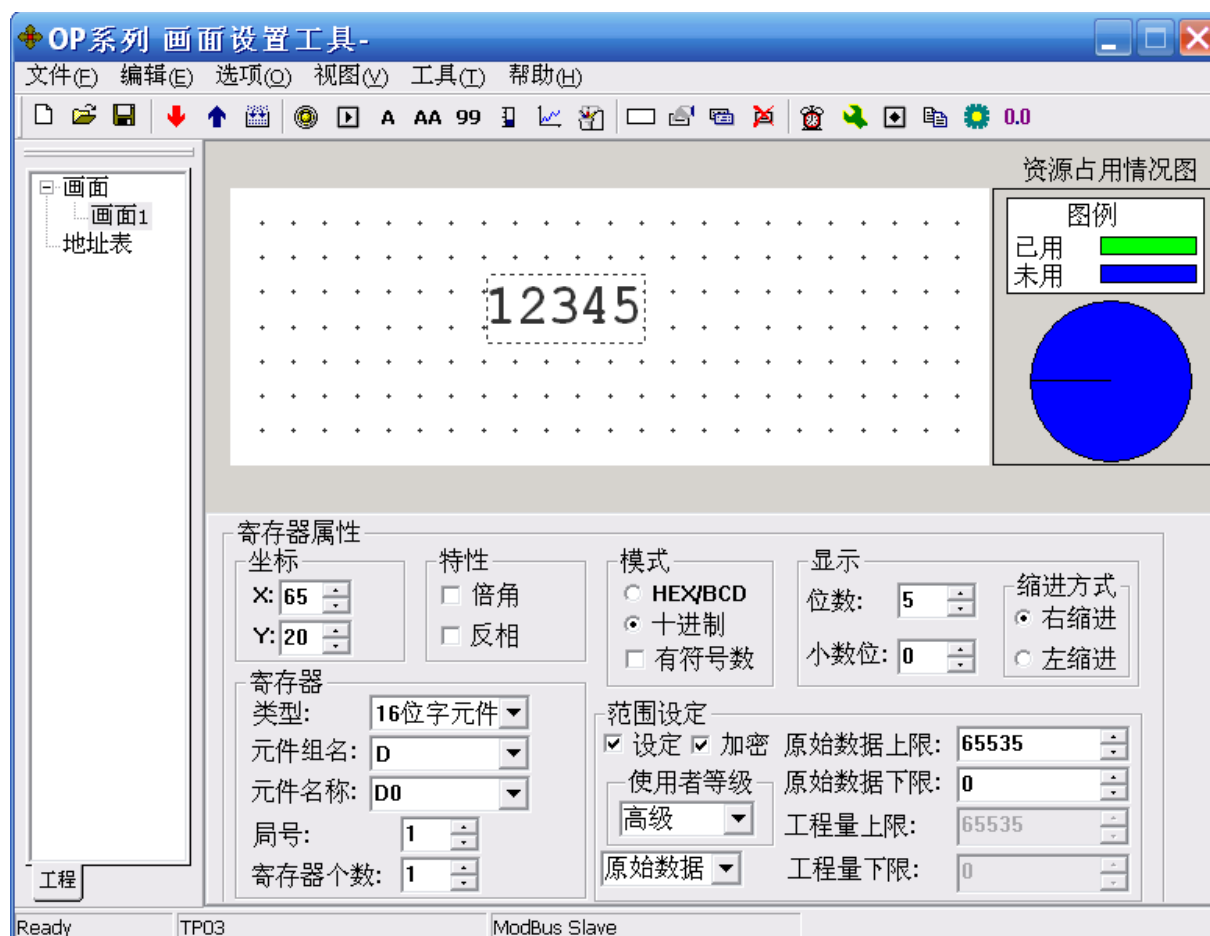 OP系列 画面设置工具-
文件(F) 编辑(E) 选项(O) 视图(V) 工具(T) 帮助(H)
A AA 99 0.0
画面
画面1
地址表
工程
12345
资源占用情况图
图例
已用
未用
寄存器属性
坐标
X: 65
Y: 20
特性
倍角
反相
模式
HEX/BCD
十进制
有符号数
显示
位数: 5
小数位: 0
缩进方式
右缩进
左缩进
寄存器
类型: 16位字元件
元件组名: D
元件名称: D0
局号: 1
寄存器个数: 1
范围设定
设定 加密
使用者等级
高级
原始数据
原始数据上限: 65535
原始数据下限: 0
工程量上限: 65535
工程量下限: 0
Ready TP03 ModBus Slave